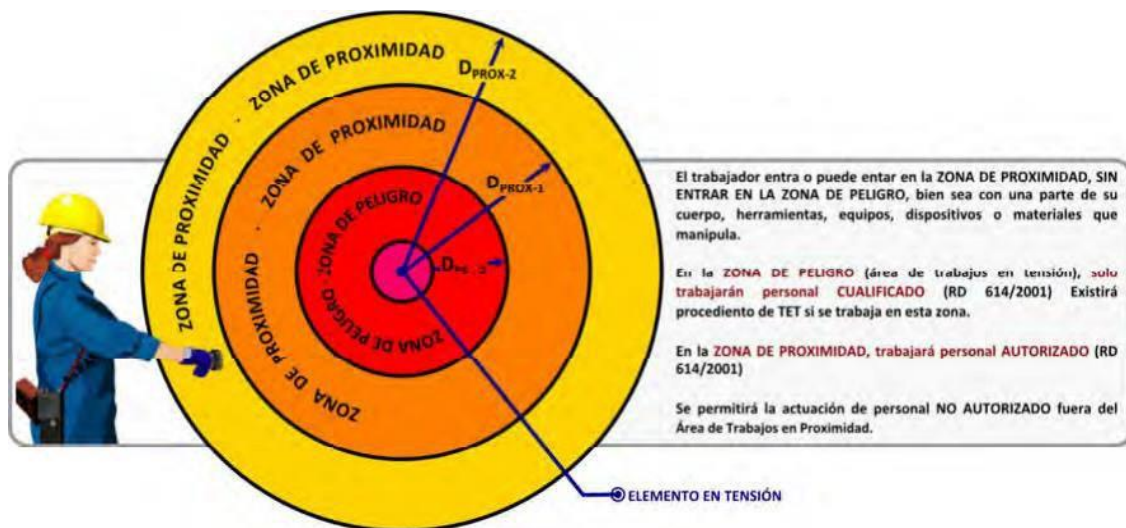 ZONA DE PROXIMIDAD · ZONA DE PROXIMIDAD
DPROX-2
ZONA DE PROXIMIDAD · ZONA DE PROXIMIDAD
DPROX-1
ZONA DE PELIGRO · ZONA DE PELIGRO
ZONA DE PELIGRO
El trabajador entra o puede entar en la ZONA DE PROXIMIDAD, SIN
ENTRAR EN LA ZONA DE PELIGRO, bien sea con una parte de su
cuerpo, herramientas, equipos, dispositivos o materiales que
manipula.
En la ZONA DE PELIGRO (área de trabajos en tensión), solo
trabajarán personal CUALIFICADO (RD 614/2001) Existirá
procediento de TET si se trabaja en esta zona.
En la ZONA DE PROXIMIDAD, trabajará personal AUTORIZADO (RD
614/2001)
Se permitirá la actuación de personal NO AUTORIZADO fuera del
Área de Trabajos en Proximidad.
ELEMENTO EN TENSIÓN